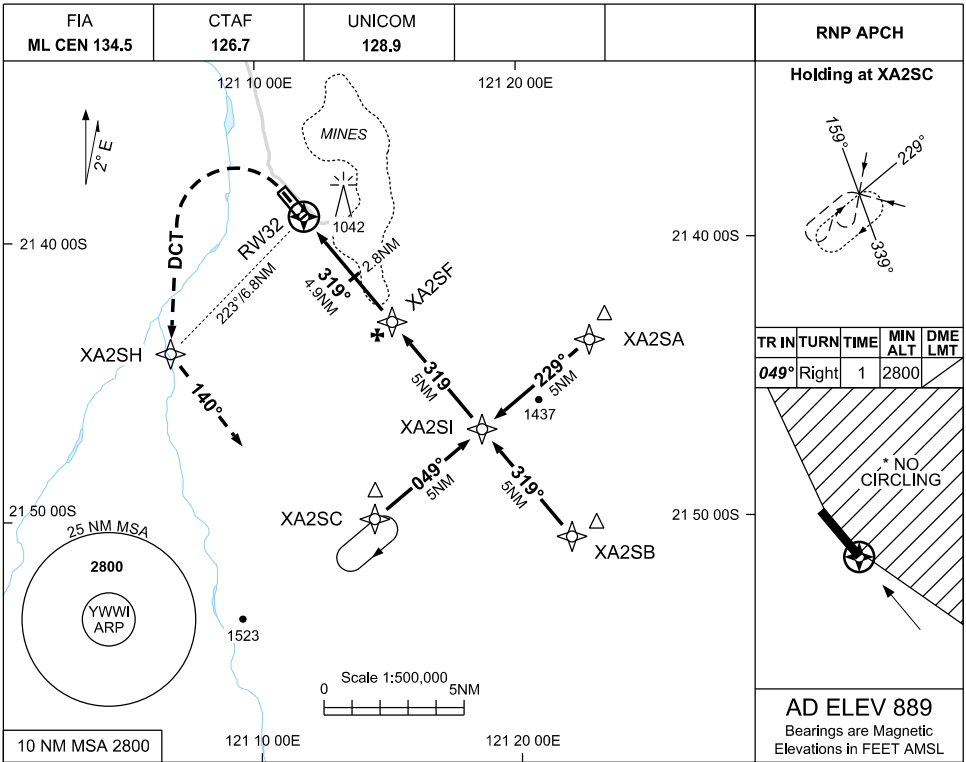 FIA
ML CEN 134.5
CTAF
126.7
UNICOM
128.9
RNP APCH
121 10 00E
121 20 00E
2° E
MINES
1042
RW32
DCT
223°/6.8NM
319°
4.9NM
2.8NM
XA2SF
21 40 00S
21 40 00S
XA2SH
140°
XA2SA
229°
5NM
1437
319
5NM
XA2SI
049°
5NM
319°
5NM
XA2SC
XA2SB
21 50 00S
21 50 00S
25 NM MSA
2800
YWWI
ARP
1523
Scale 1:500,000
0
5NM
10 NM MSA 2800
121 10 00E
121 20 00E
Holding at XA2SC
159°
229°
339°
TR IN
TURN
TIME
MIN
ALT
DME
LMT
049°
Right
1
2800
* NO
CIRCLING
AD ELEV 889
Bearings are Magnetic
Elevations in FEET AMSL